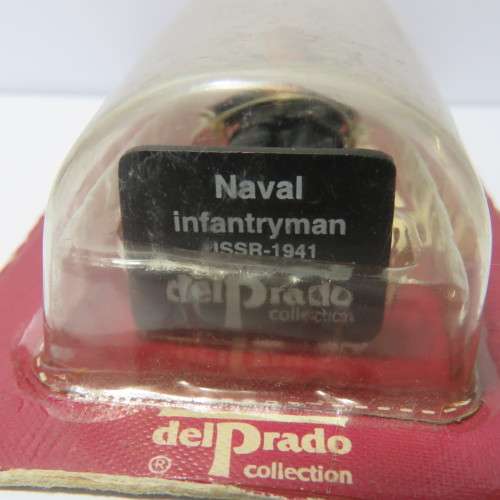 Naval
infantryman
USSR-1941
delPrado
collection
delPrado
® collection